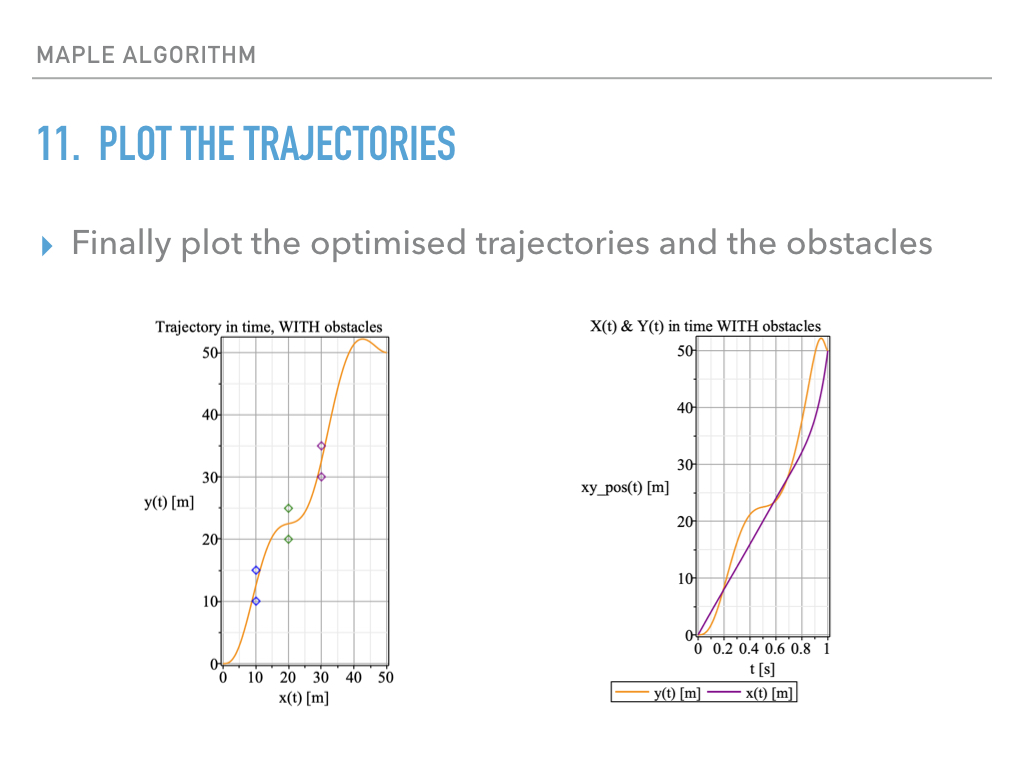 MAPLE ALGORITHM
11. PLOT THE TRAJECTORIES
Finally plot the optimised trajectories and the obstacles
Trajectory in time, WITH obstacles
50
40
30
y(t) [m]
20
10
0
0 10 20 30 40 50
x(t) [m]
X(t) & Y(t) in time WITH obstacles
50
40
30
xy_pos(t) [m]
20
10
0
0 0.2 0.4 0.6 0.8 1
t [s]
y(t) [m] x(t) [m]